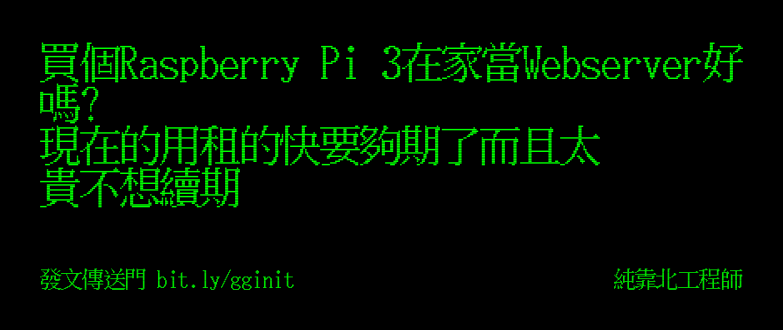 買個Raspberry Pi 3在家當Webserver好
嗎?
現在的用租的快要夠期了而且太
貴不想續期
發文傳送門 bit.ly/gginit
純靠北工程師